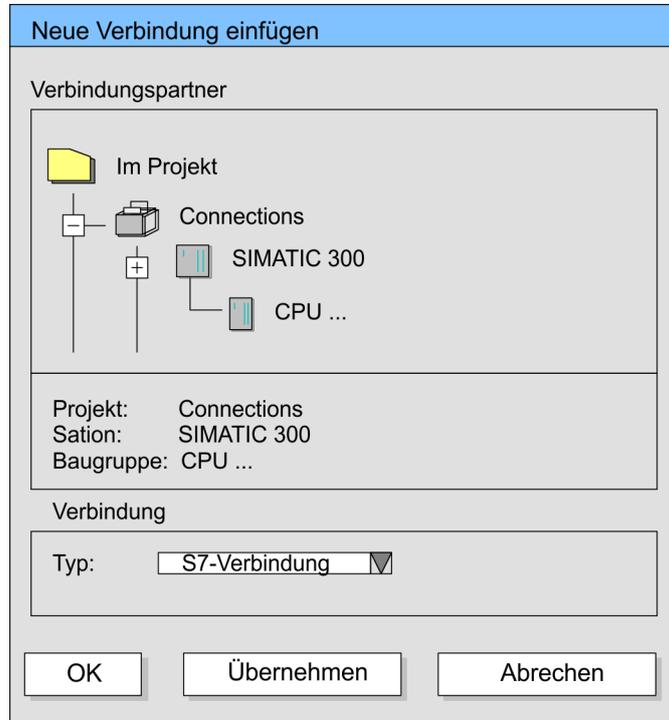 Neue Verbindung einfügen
Verbindungspartner
Im Projekt
Connections
SIMATIC 300
CPU ...
Projekt: Connections
Sation: SIMATIC 300
Baugruppe: CPU ...
Verbindung
Typ: S7-Verbindung
OK Übernehmen Abrechen